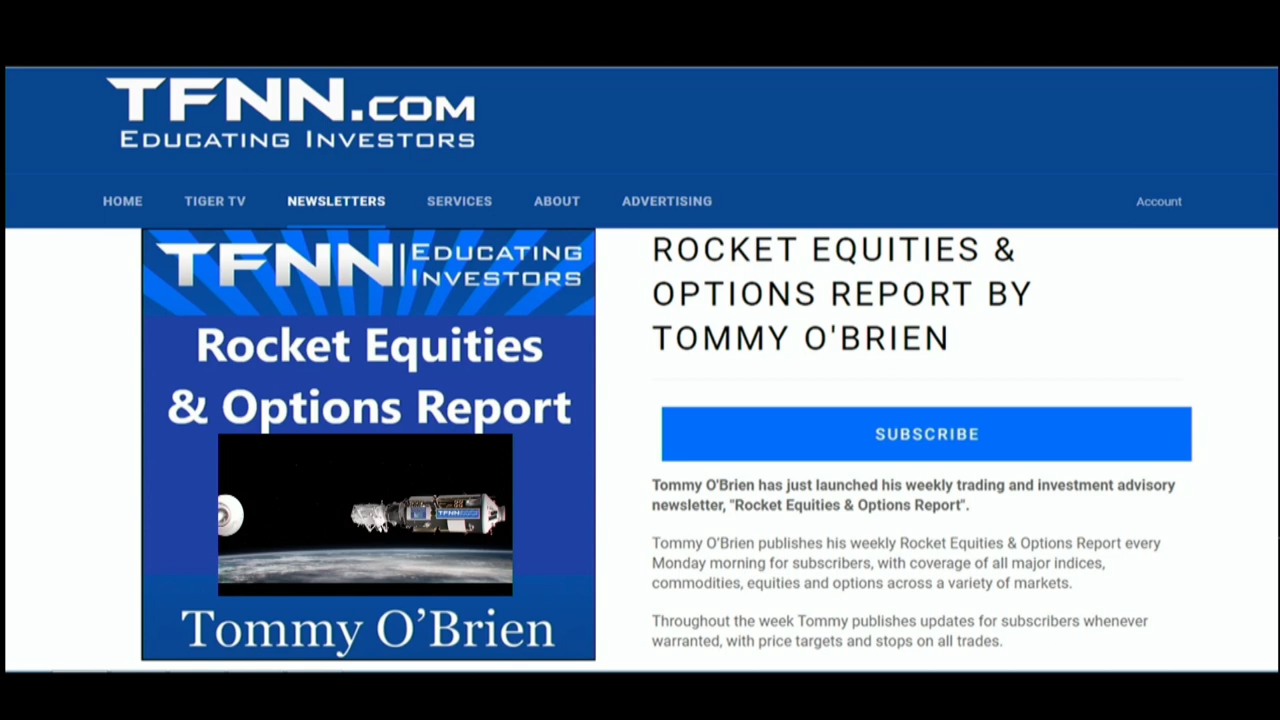 TFNN.COM
EDUCATING INVESTORS
HOME TIGER TV NEWSLETTERS SERVICES ABOUT ADVERTISING Account
TFNN EDUCATING INVESTORS
Rocket Equities
& Options Report
TFNN
Tommy O’Brien
ROCKET EQUITIES &
OPTIONS REPORT BY
TOMMY O'BRIEN
SUBSCRIBE
Tommy O'Brien has just launched his weekly trading and investment advisory
newsletter, "Rocket Equities & Options Report".
Tommy O'Brien publishes his weekly Rocket Equities & Options Report every
Monday morning for subscribers, with coverage of all major indices,
commodities, equities and options across a variety of markets.
Throughout the week Tommy publishes updates for subscribers whenever
warranted, with price targets and stops on all trades.